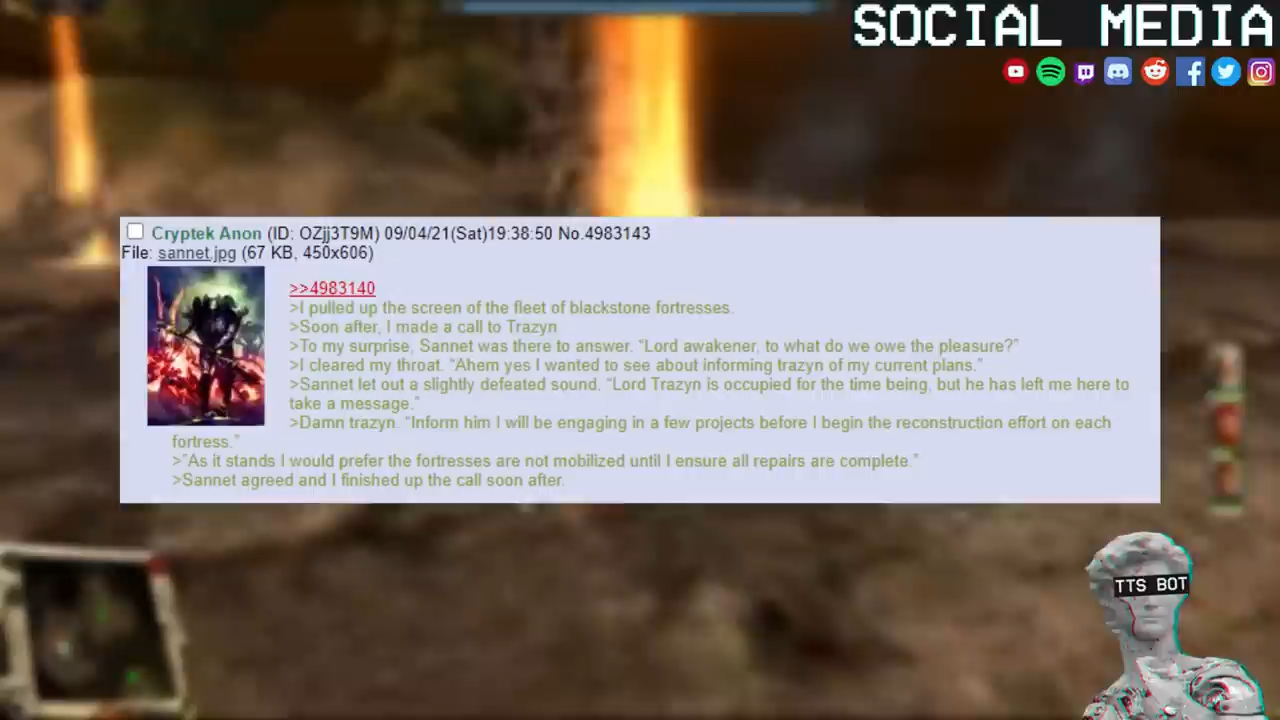 SOCIAL MEDIA
Cryptek Anon (ID: OZjj3T9M) 09/04/21(Sat)19:38:50 No.4983143
File: sannet.jpg (67 KB, 450x606)
>>4983140
>I pulled up the screen of the fleet of blackstone fortresses.
>Soon after, I made a call to Trazyn
>To my surprise, Sannet was there to answer. “Lord awakener, to what do we owe the pleasure?”
>I cleared my throat. “Ahem yes I wanted to see about informing trazyn of my current plans.”
>Sannet let out a slightly defeated sound. “Lord Trazyn is occupied for the time being, but he has left me here to
take a message.”
>Damn trazyn. “Inform him I will be engaging in a few projects before I begin the reconstruction effort on each
fortress.”
>”As it stands I would prefer the fortresses are not mobilized until I ensure all repairs are complete.”
>Sannet agreed and I finished up the call soon after.
TTS BOT